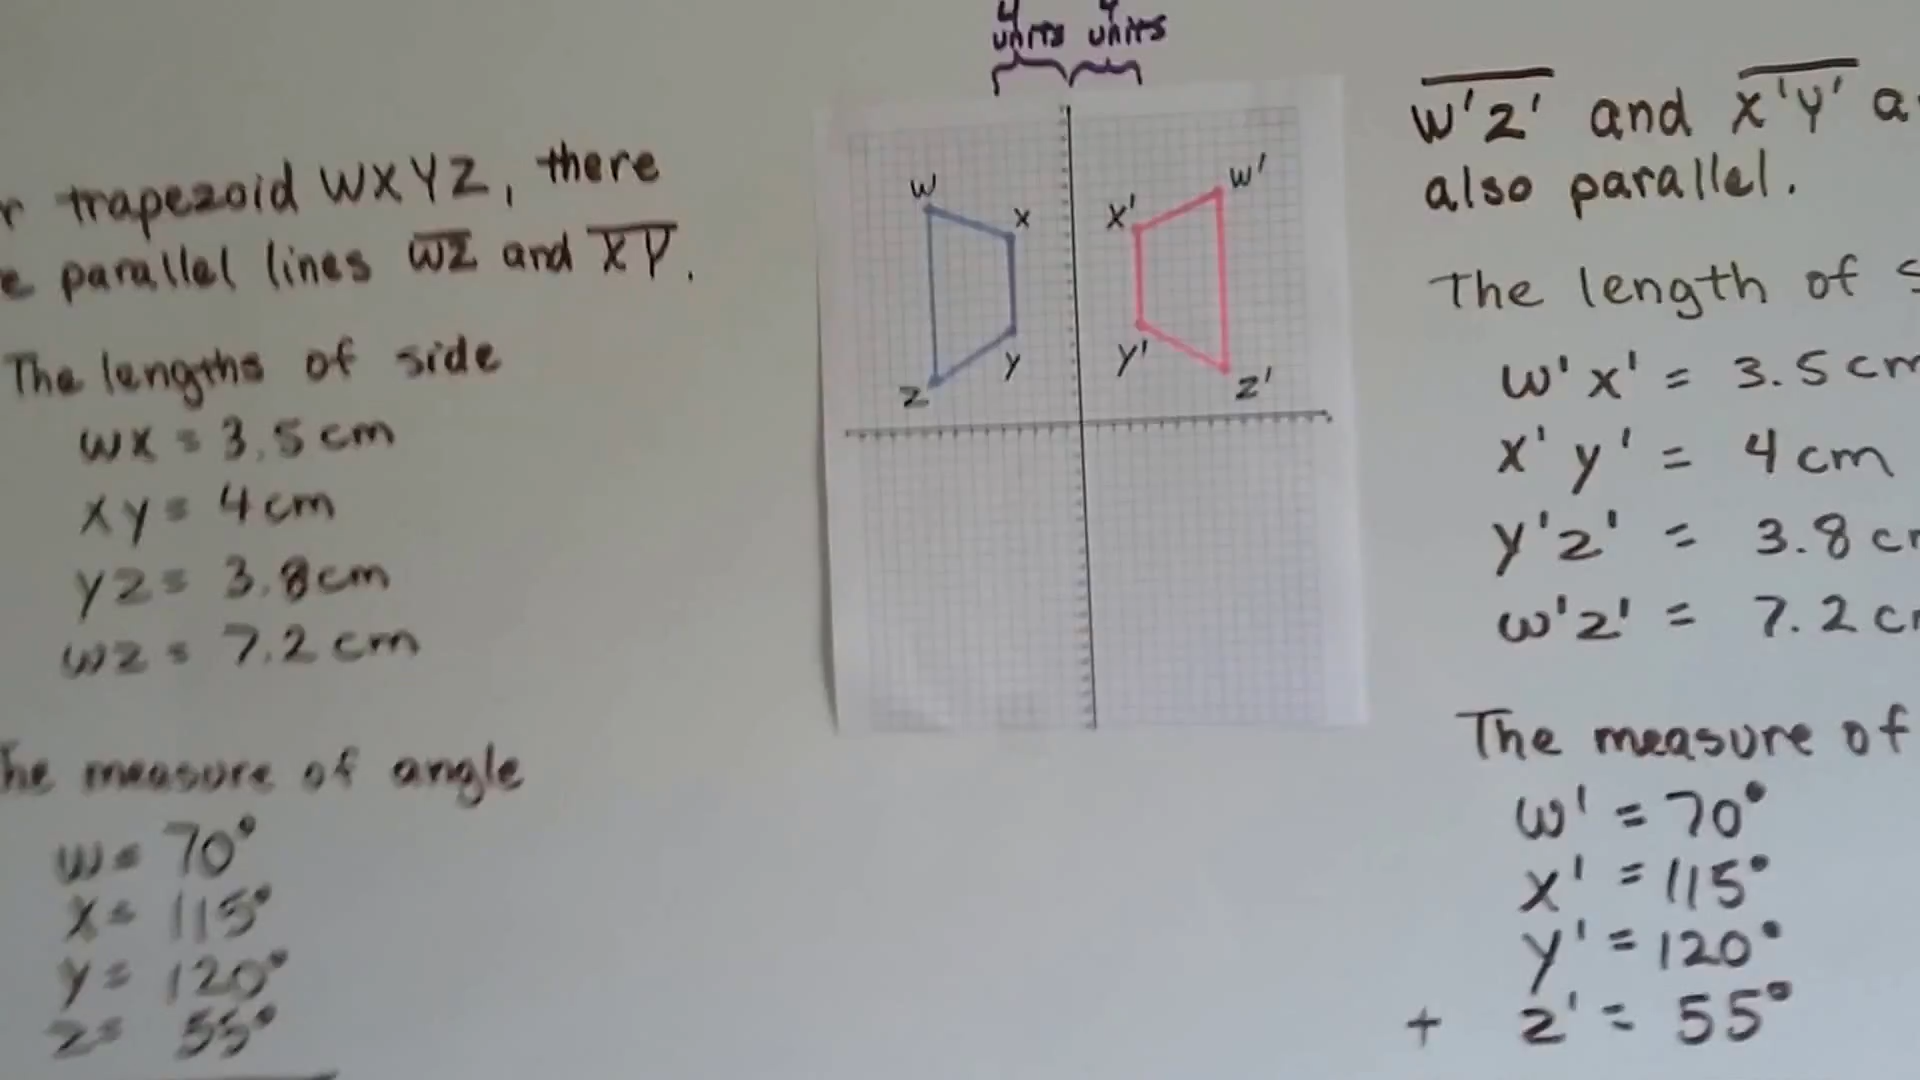 4 4
units units
r trapezoid WXYZ, there
e parallel lines WZ and XY.
The lengths of side
WX = 3.5 cm
XY = 4 cm
YZ = 3.8 cm
WZ = 7.2 cm
he measure of angle
W = 70°
X = 115°
Y = 120°
Z = 55°
W
X
Y
Z
X'
W'
Y'
Z'
W'Z' and X'Y' a
also parallel.
The length of s
W'X' = 3.5 cm
X'Y' = 4 cm
Y'Z' = 3.8 c
W'Z' = 7.2 c
The measure of
W' = 70°
X' = 115°
Y' = 120°
+ Z' = 55°